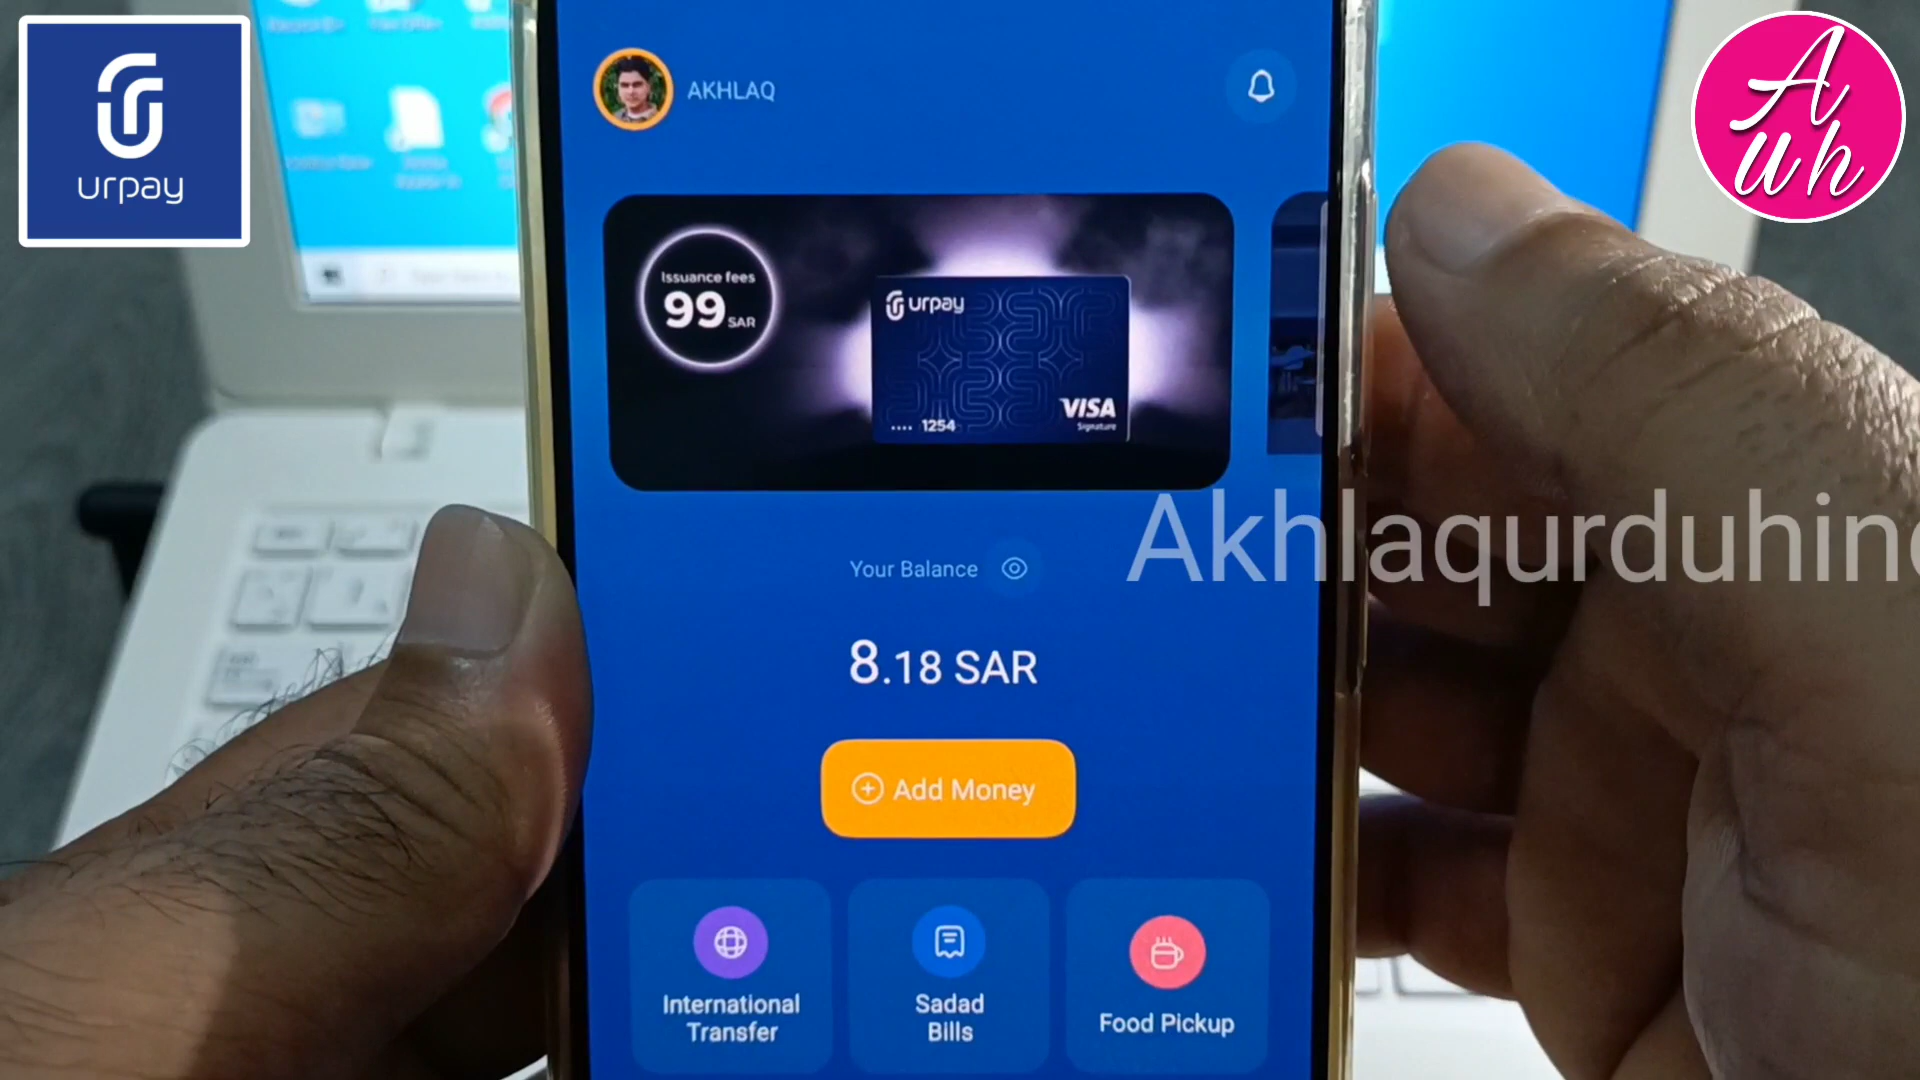 urpay
AKHLAQ
A
uh
Issuance fees
99 SAR
urpay
VISA
Signature
.... 1254
Akhlaqurduhin
Your Balance
8.18 SAR
Add Money
International
Transfer
Sadad
Bills
Food Pickup